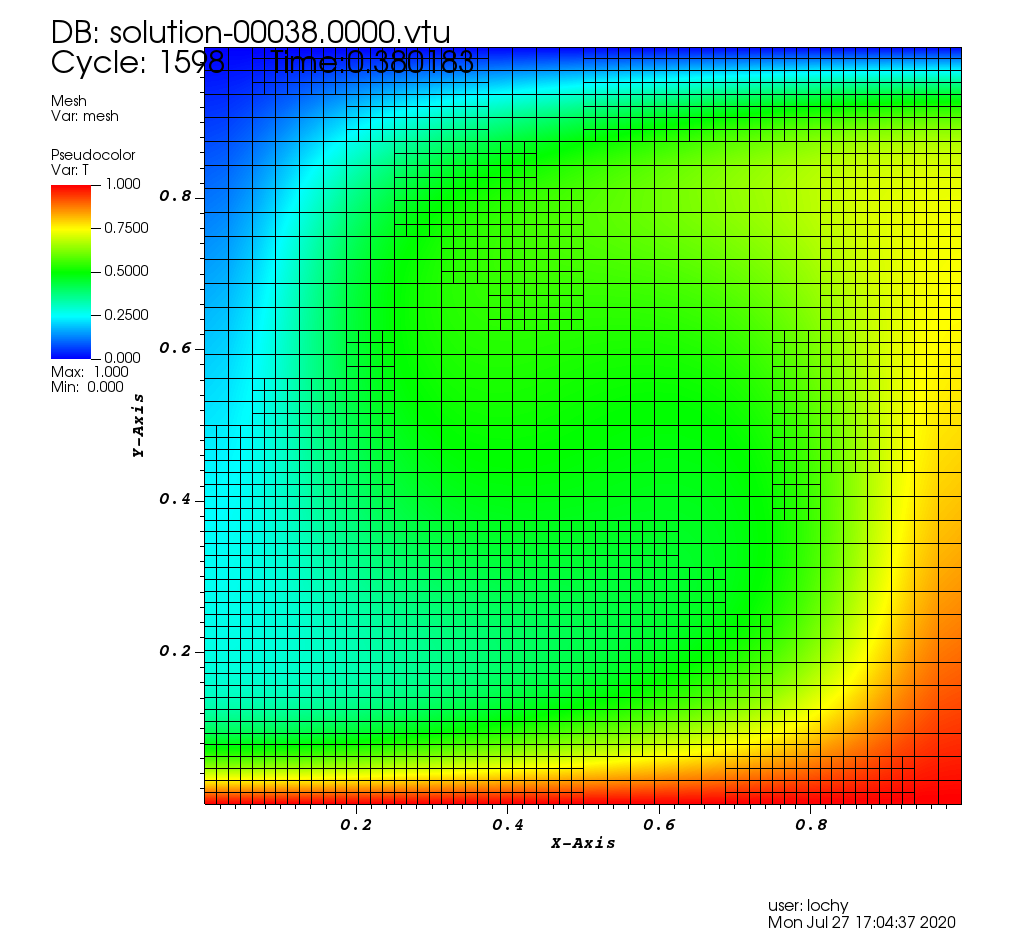 DB: solution-00038.0000.vtu
Cycle: 1598 Time:0.380183
Mesh
Var: mesh
Pseudocolor
Var: T
1.000
0.7500
0.5000
0.2500
0.000
Max: 1.000
Min: 0.000
0.8
0.6
0.4
0.2
Y-Axis
0.2 0.4 0.6 0.8
X-Axis
user: lochy
Mon Jul 27 17:04:37 2020